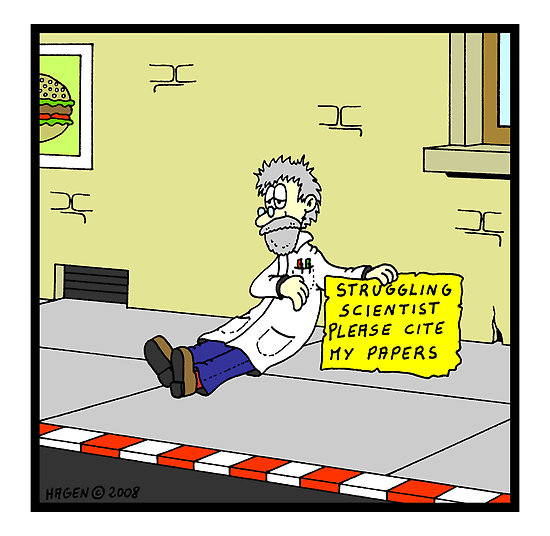 STRUGGLING
SCIENTIST
PLEASE CITE
MY PAPERS
HAGEN © 2008